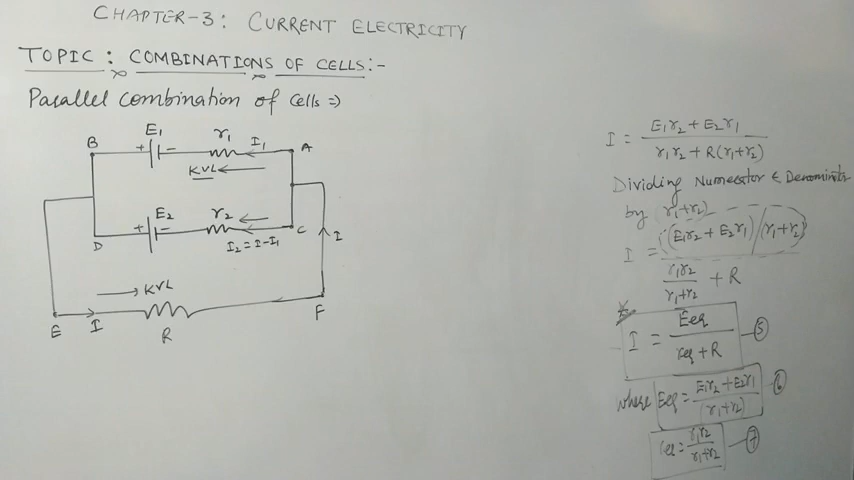 CHAPTER-3: CURRENT ELECTRICITY
TOPIC: COMBINATIONS OF CELLS:-
Parallel Combination of cells ⇒
B + E₁ - r₁ I₁ A
KVL
D + E₂ - r₂ C
I₂ = I-I₁
I
KVL
E I R F
I = E₁r₂ + E₂r₁ / r₁r₂ + R(r₁+r₂)
Dividing Numerator & Denominator
by r₁+r₂)
I = (E₁r₂ + E₂r₁)/(r₁+r₂) / r₁r₂/r₁+r₂ + R
I = Eeq / req + R - ⑤
where Eeq = E₁r₂ + E₂r₁ / (r₁+r₂) - ⑥
req = r₁r₂ / r₁+r₂ - ⑦